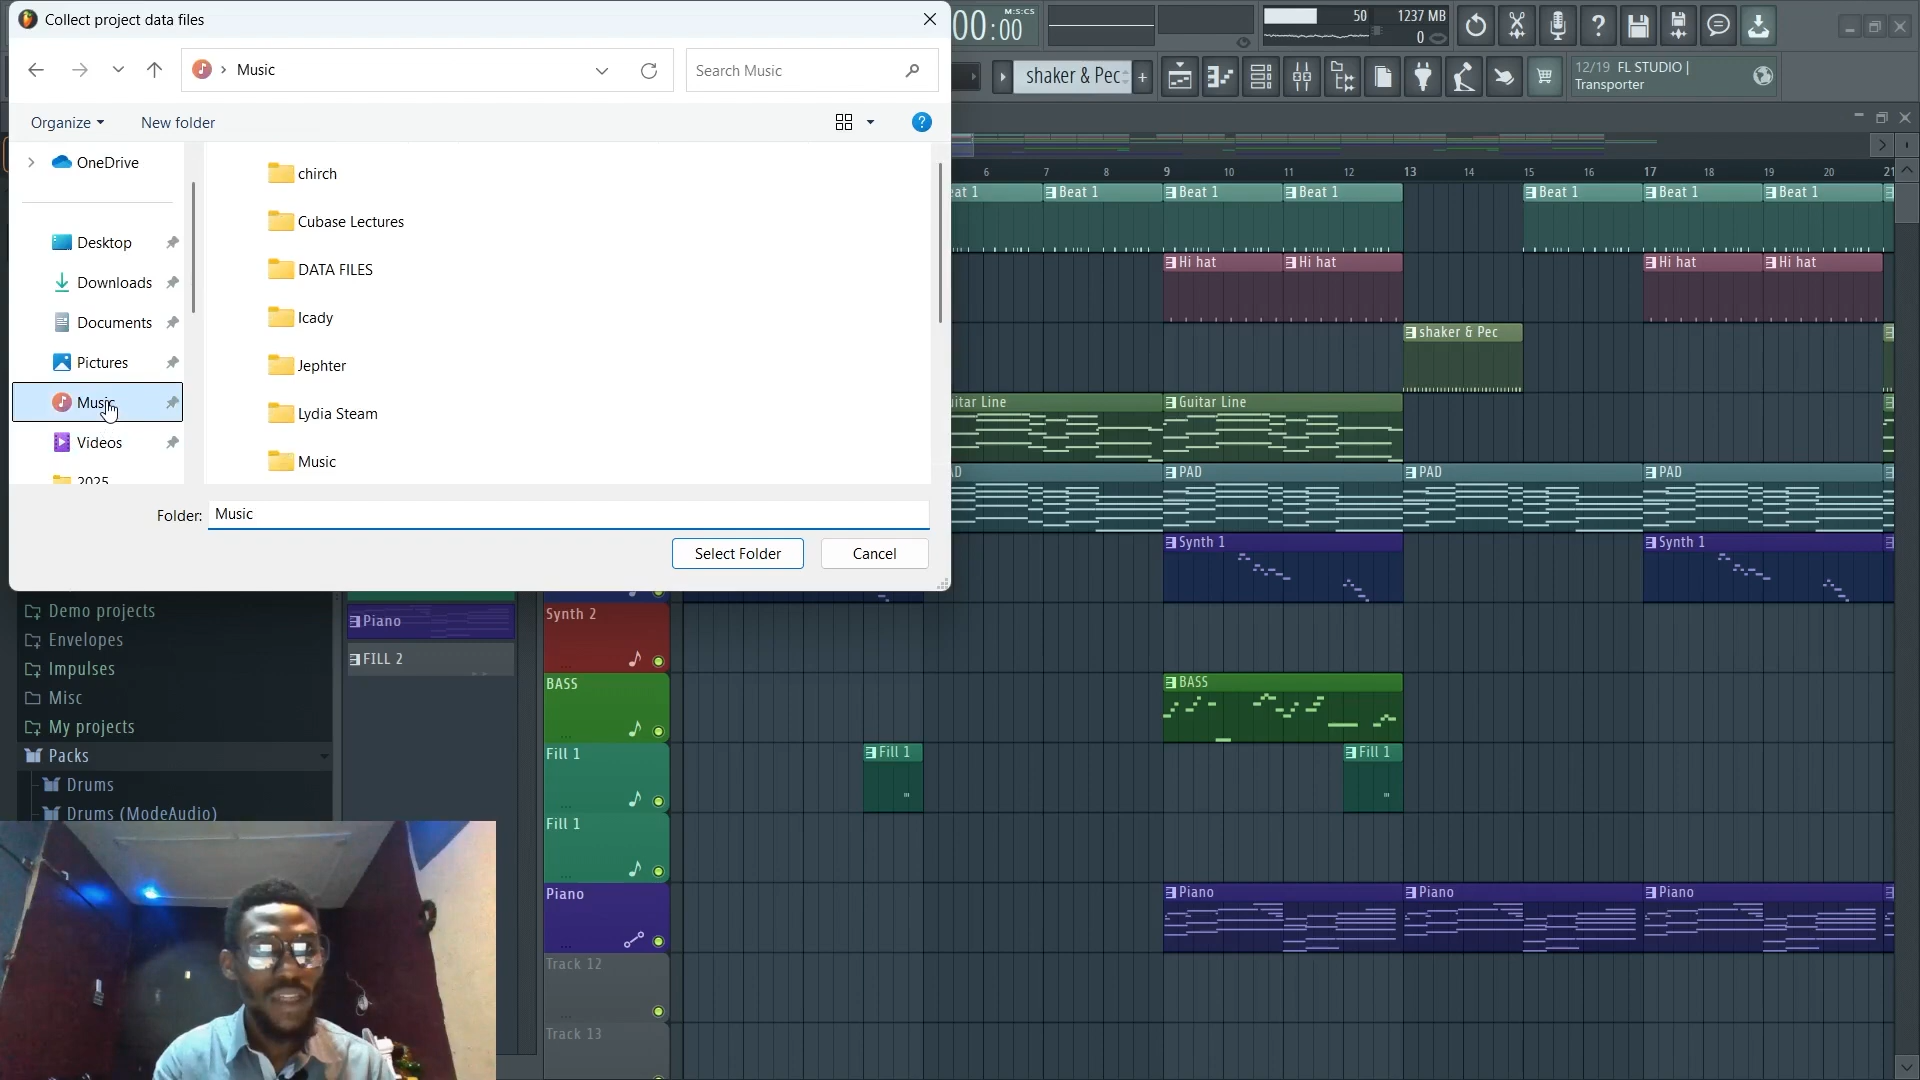 Collect project data files
Music
Search Music
Organize
New folder
OneDrive
Desktop
Downloads
Documents
Pictures
Music
Videos
2025
chirch
Cubase Lectures
DATA FILES
Icady
Jephter
Lydia Steam
Music
Folder: Music
Select Folder
Cancel
00:00
M:S:CS
50
1237 MB
0
shaker & Pec
12/19 FL STUDIO |
Transporter
6 7 8 9 10 11 12 13 14 15 16 17 18 19 20 21
eat 1
Beat 1
Beat 1
Beat 1
Beat 1
Beat 1
Beat 1
Hi hat
Hi hat
Hi hat
Hi hat
shaker & Pec
uitar Line
Guitar Line
AD
PAD
PAD
PAD
Synth 1
Synth 1
Synth 2
BASS
BASS
Fill 1
Fill 1
Fill 1
Fill 1
Piano
Piano
Piano
Piano
Track 12
Track 13
Piano
FILL 2
Demo projects
Envelopes
Impulses
Misc
My projects
Packs
Drums
Drums (ModeAudio)